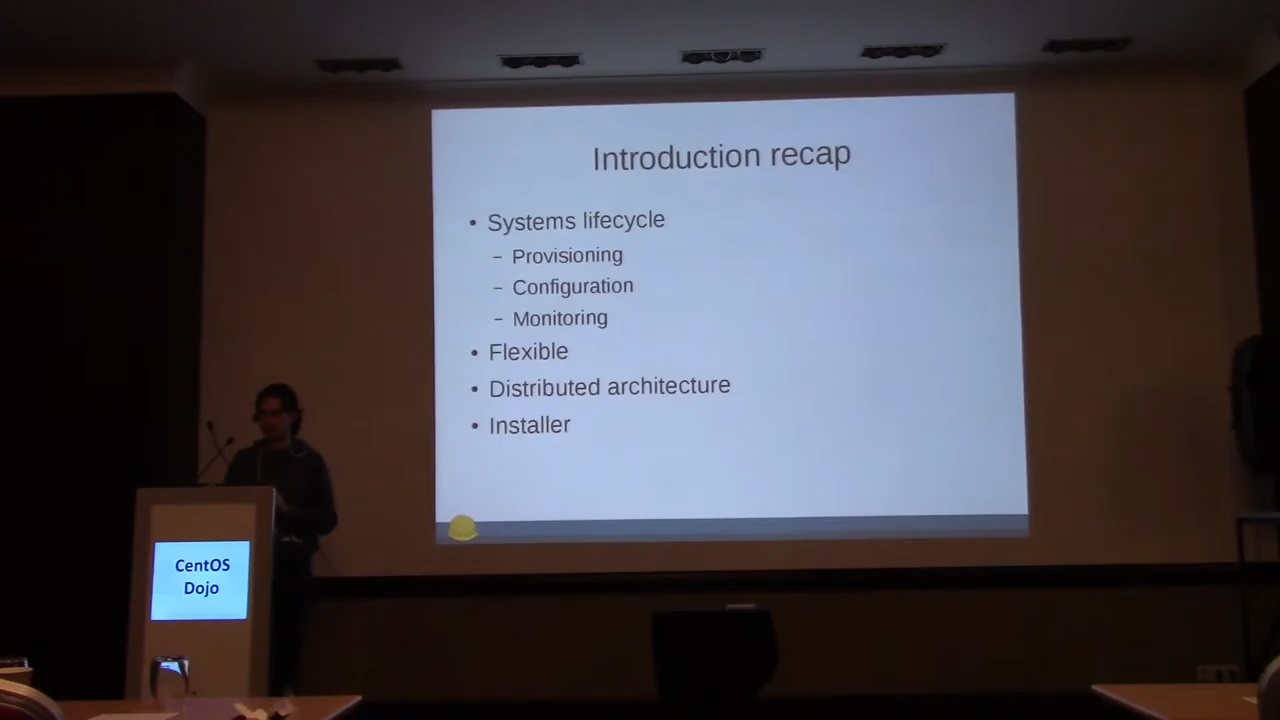 Introduction recap
• Systems lifecycle
– Provisioning
– Configuration
– Monitoring
• Flexible
• Distributed architecture
• Installer
CentOS
Dojo